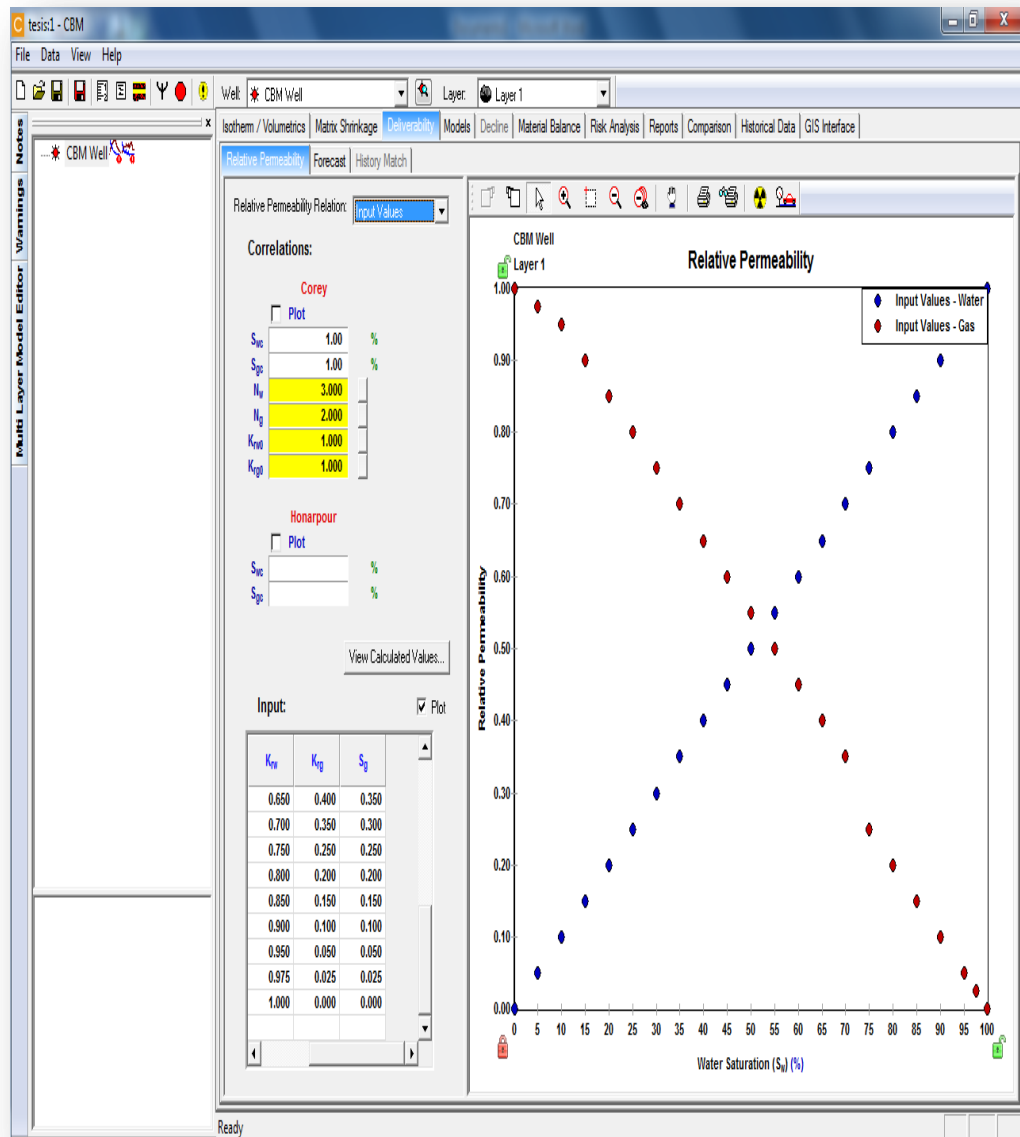 tesis:1 - CBM
File Data View Help
Well: CBM Well Layer: Layer 1
Notes
Warnings
Multi Layer Model Editor
x
CBM Well
Isotherm / Volumetrics Matrix Shrinkage Deliverability Models Decline Material Balance Risk Analysis Reports Comparison Historical Data GIS Interface
Relative Permeability Forecast History Match
Relative Permeability Relation: Input Values
Correlations:
Corey
Plot
Swc 1.00 %
Sgc 1.00 %
Nw 3.000
Ng 2.000
Krw0 1.000
Krg0 1.000
Honarpour
Plot
Swc %
Sgc %
View Calculated Values...
Input: Plot
Krw Krg Sg
0.650 0.400 0.350
0.700 0.350 0.300
0.750 0.250 0.250
0.800 0.200 0.200
0.850 0.150 0.150
0.900 0.100 0.100
0.950 0.050 0.050
0.975 0.025 0.025
1.000 0.000 0.000
CBM Well
Layer 1
Relative Permeability
Input Values - Water
Input Values - Gas
1.00
0.90
0.80
0.70
0.60
0.50
0.40
0.30
0.20
0.10
0.00
Relative Permeability
0 5 10 15 20 25 30 35 40 45 50 55 60 65 70 75 80 85 90 95 100
Water Saturation (Sw) (%)
Ready